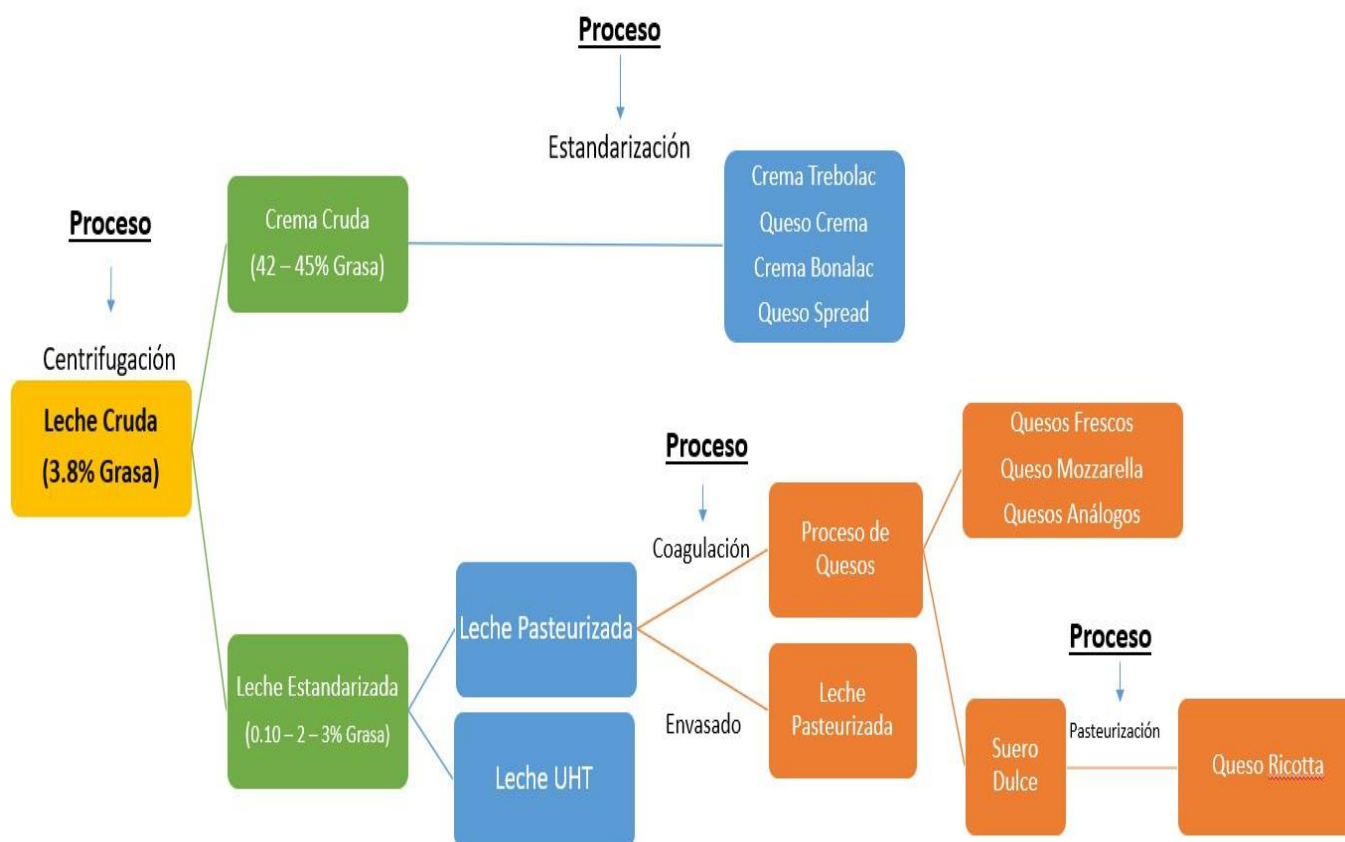 Proceso
Estandarización
Crema Trebolac
Queso Crema
Crema Bonalac
Queso Spread
Crema Cruda
(42 – 45% Grasa)
Proceso
Centrifugación
Leche Cruda
(3.8% Grasa)
Quesos Frescos
Queso Mozzarella
Quesos Análogos
Proceso
Coagulación
Proceso de
Quesos
Leche Pasteurizada
Leche Estandarizada
(0.10 – 2 – 3% Grasa)
Envasado
Leche
Pasteurizada
Leche UHT
Proceso
Pasteurización
Suero
Dulce
Queso Ricotta